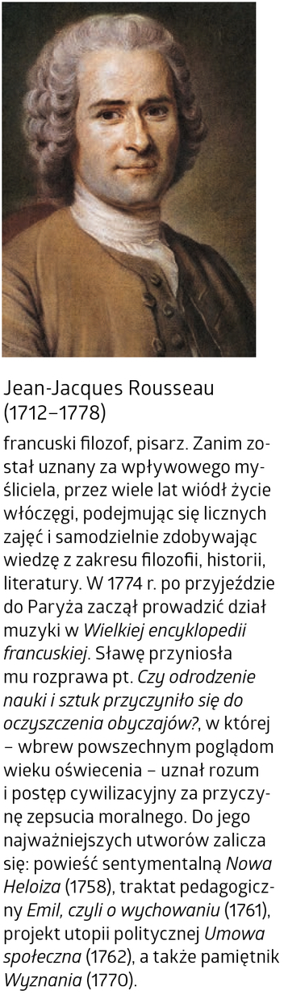 Jean-Jacques Rousseau
(1712–1778)
francuski filozof, pisarz. Zanim zo-
stał uznany za wpływowego my-
śliciela, przez wiele lat wiódł życie
włóczęgi, podejmując się licznych
zajęć i samodzielnie zdobywając
wiedzę z zakresu filozofii, historii,
literatury. W 1774 r. po przyjeździe
do Paryża zaczął prowadzić dział
muzyki w Wielkiej encyklopedii
francuskiej. Sławę przyniosła
mu rozprawa pt. Czy odrodzenie
nauki i sztuk przyczyniło się do
oczyszczenia obyczajów?, w której
– wbrew powszechnym poglądom
wieku oświecenia – uznał rozum
i postęp cywilizacyjny za przyczy-
nę zepsucia moralnego. Do jego
najważniejszych utworów zalicza
się: powieść sentymentalną Nowa
Heloiza (1758), traktat pedagogicz-
ny Emil, czyli o wychowaniu (1761),
projekt utopii politycznej Umowa
społeczna (1762), a także pamiętnik
Wyznania (1770).